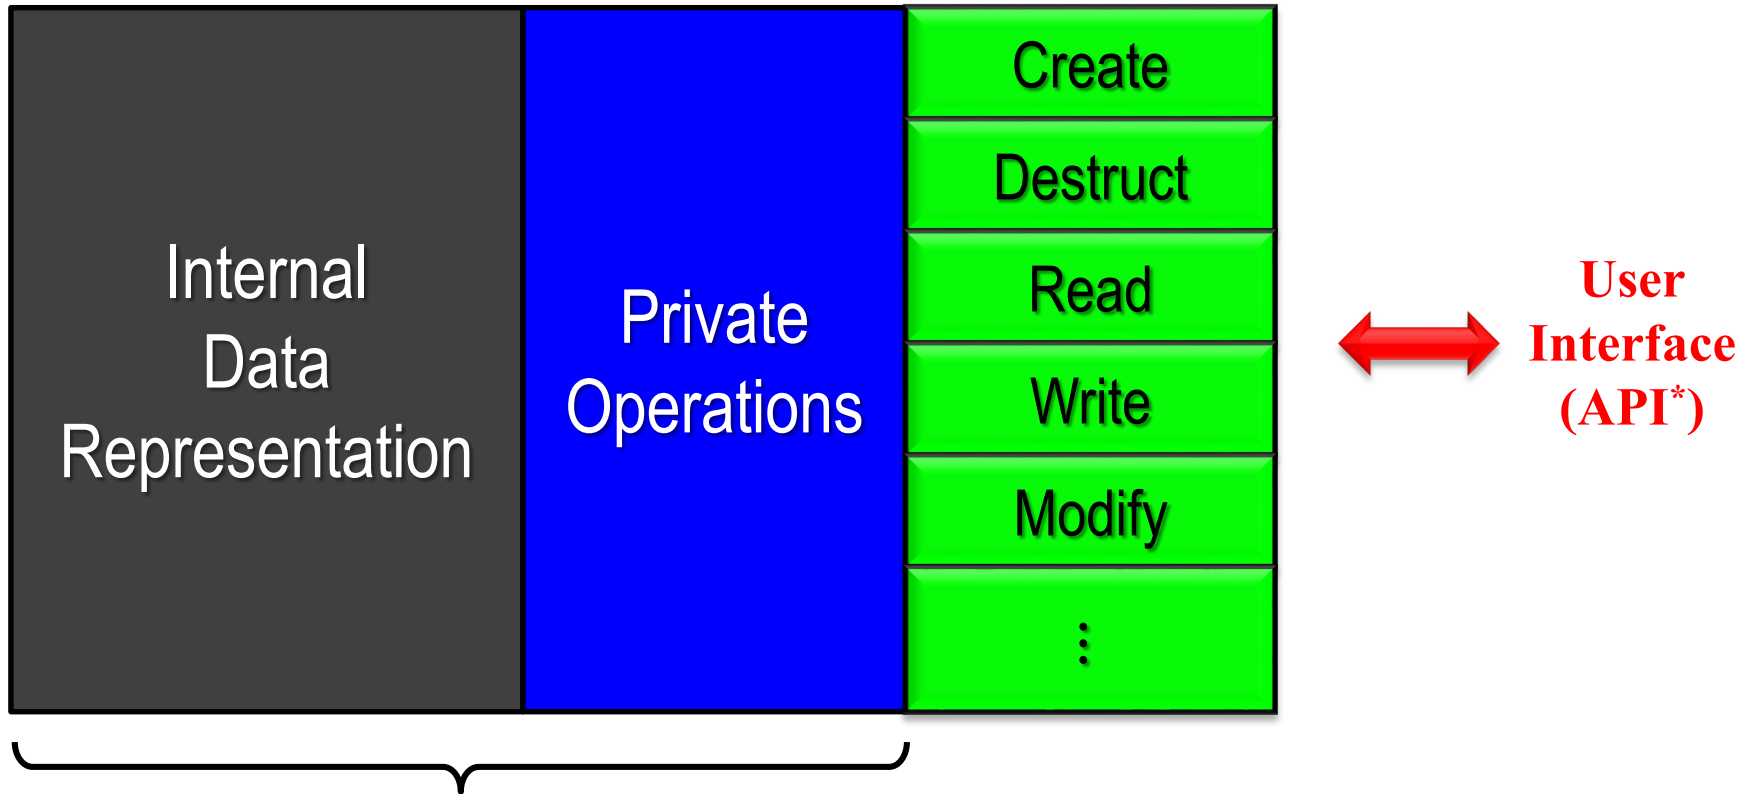 Internal
Data
Representation
Private
Operations
Create
Destruct
Read
Write
Modify
⋮
User
Interface
(API*)